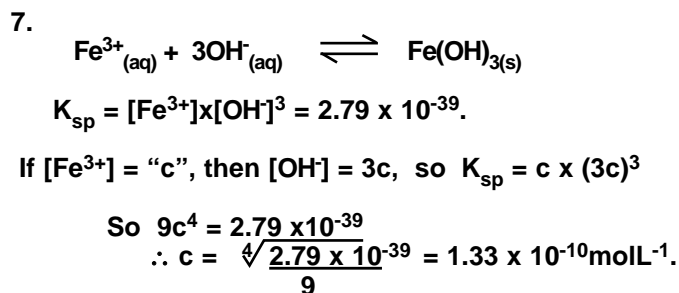 7.
Fe³⁺(aq) + 3OH⁻(aq) ⇌ Fe(OH)₃(s)
Kₛₚ = [Fe³⁺]x[OH⁻]³ = 2.79 x 10⁻³⁹.
If [Fe³⁺] = “c”, then [OH⁻] = 3c, so Kₛₚ = c x (3c)³
So 9c⁴ = 2.79 x10⁻³⁹
∴ c = ∜2.79 x 10⁻³⁹ = 1.33 x 10⁻¹⁰molL⁻¹.
9